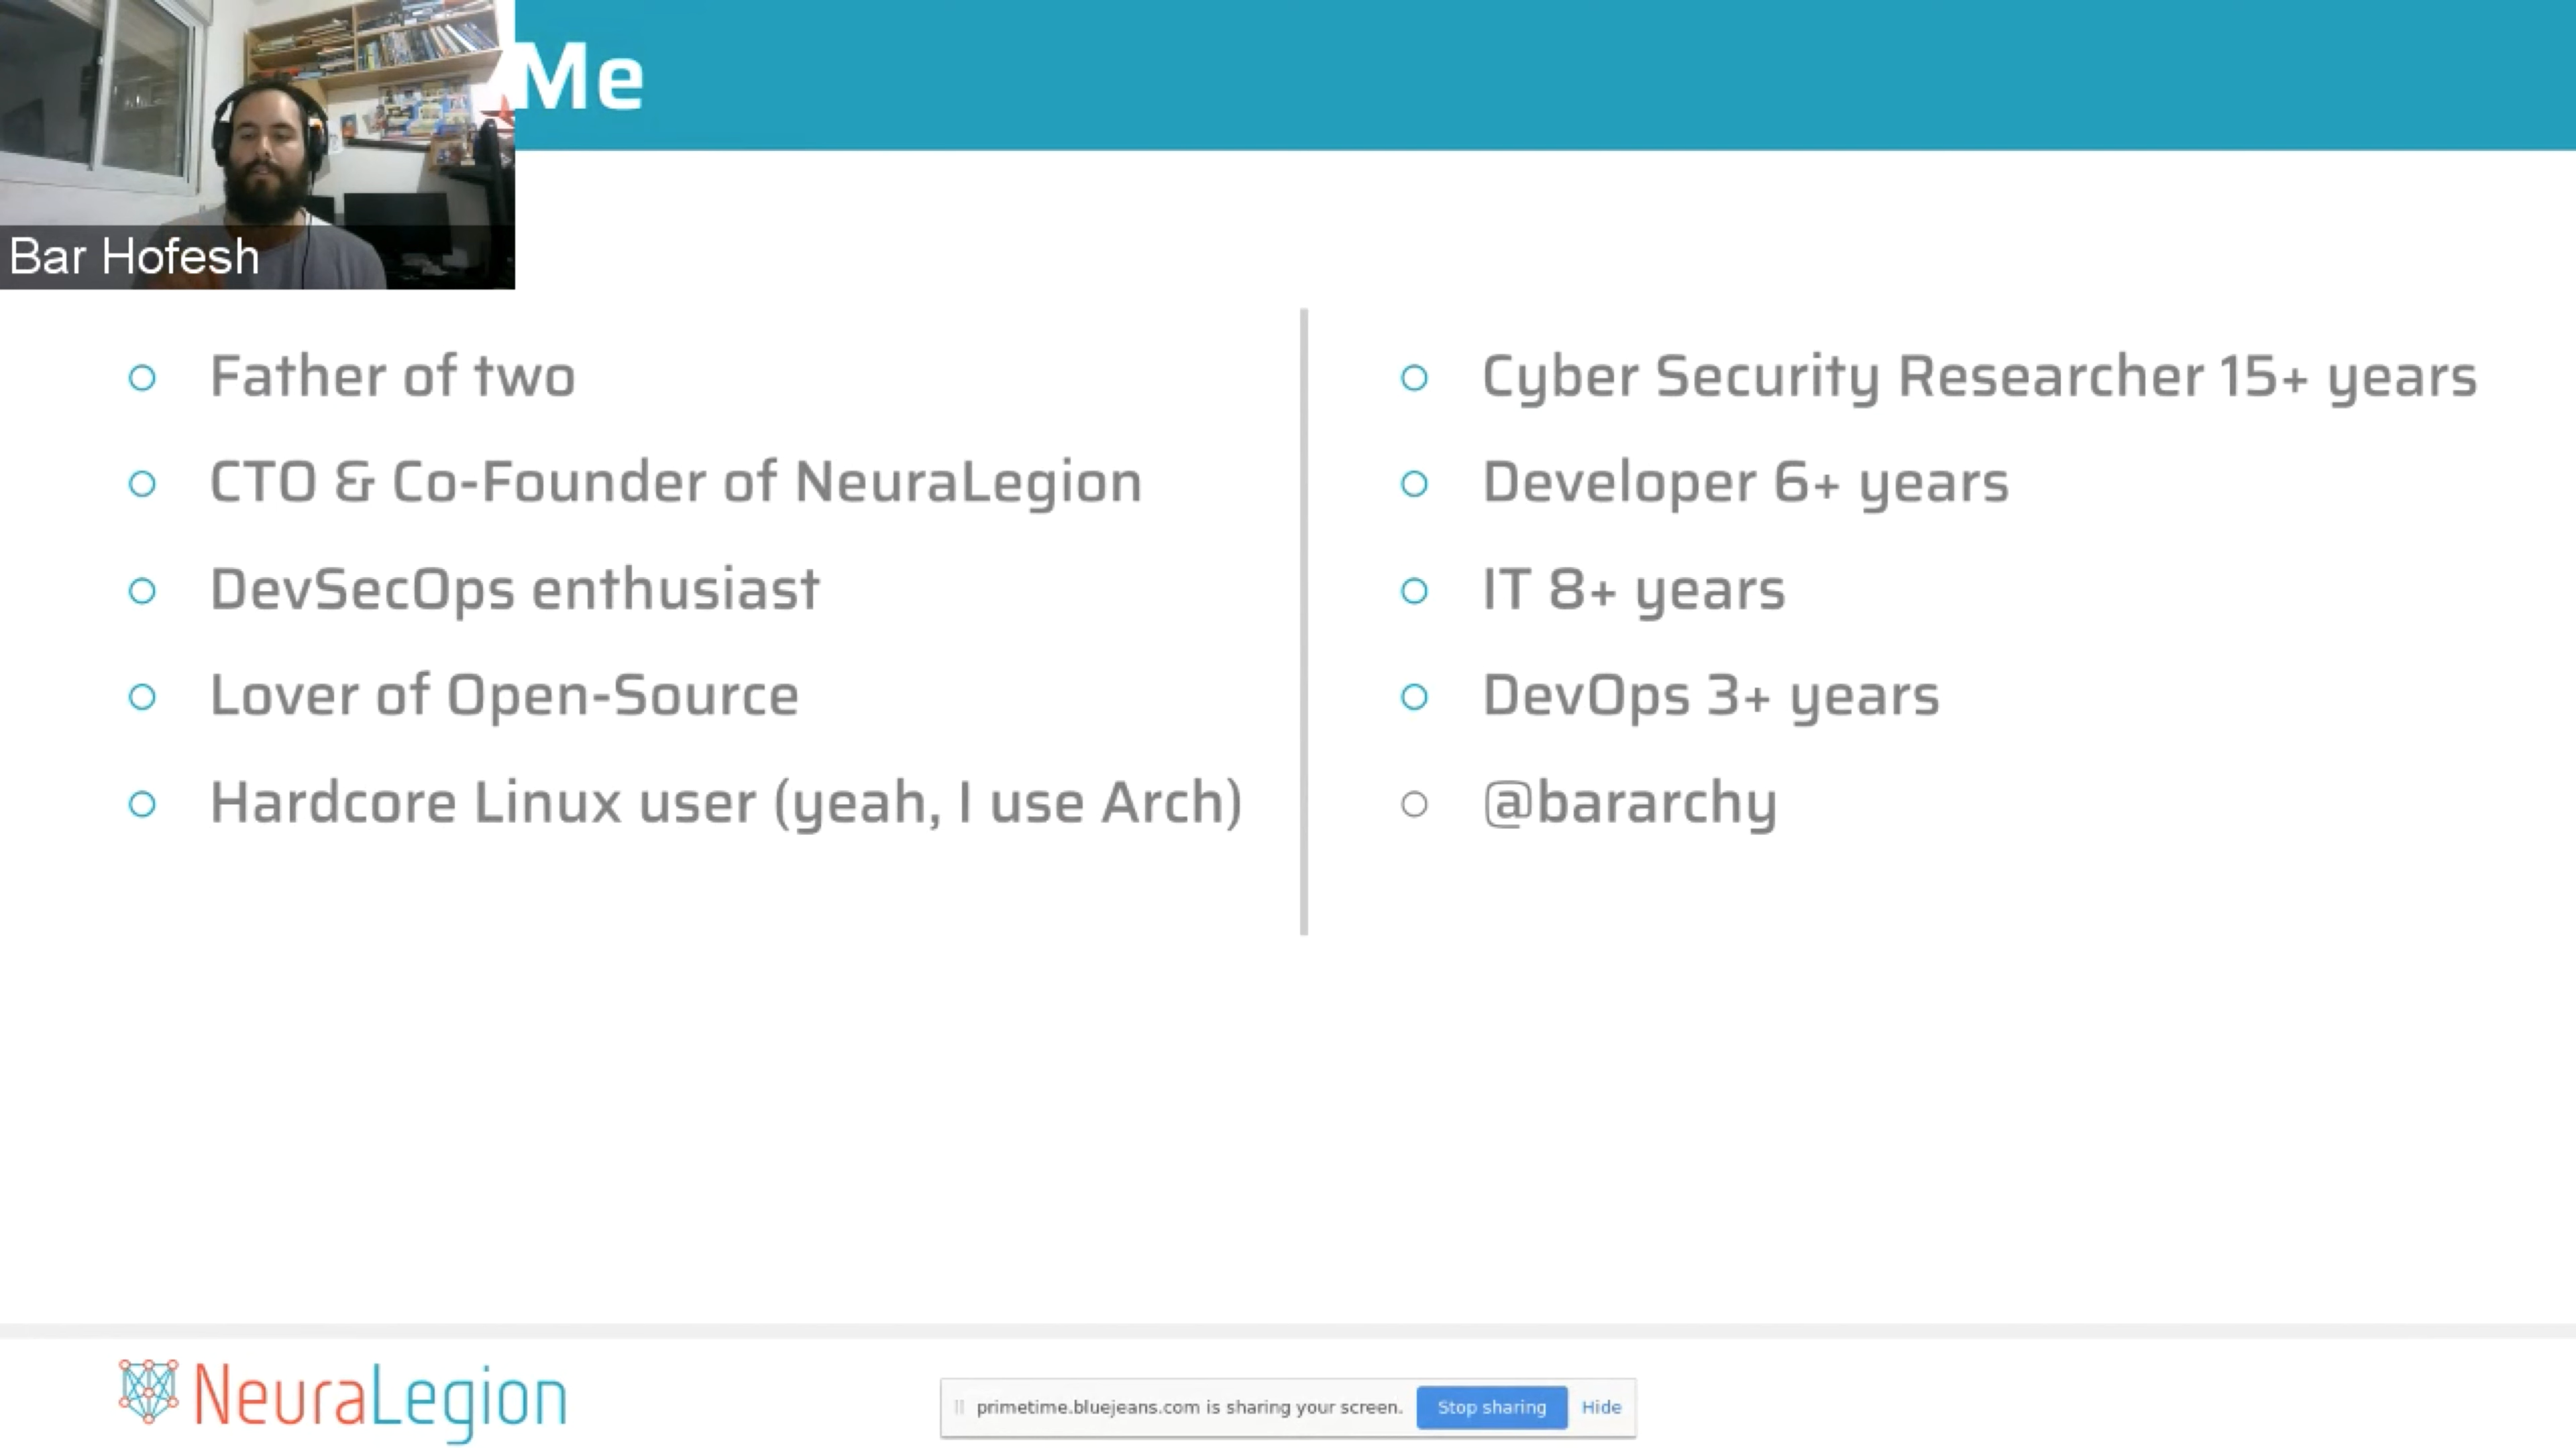 Me
Bar Hofesh
Father of two
CTO & Co-Founder of NeuraLegion
DevSecOps enthusiast
Lover of Open-Source
Hardcore Linux user (yeah, I use Arch)
Cyber Security Researcher 15+ years
Developer 6+ years
IT 8+ years
DevOps 3+ years
@bararchy
NeuraLegion
primetime.bluejeans.com is sharing your screen. Stop sharing Hide